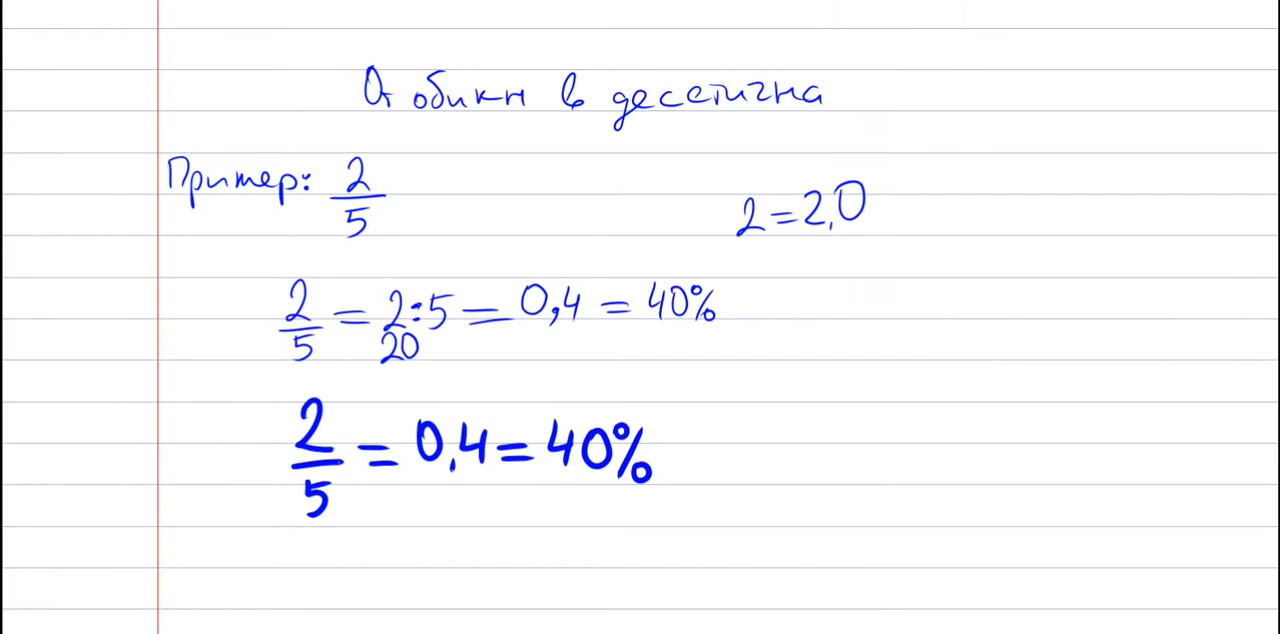 От обикн в десетична
Пример: 2/5
2=2,0
2/5 = 2:5 = 0,4 = 40%
20
2/5 = 0,4 = 40%